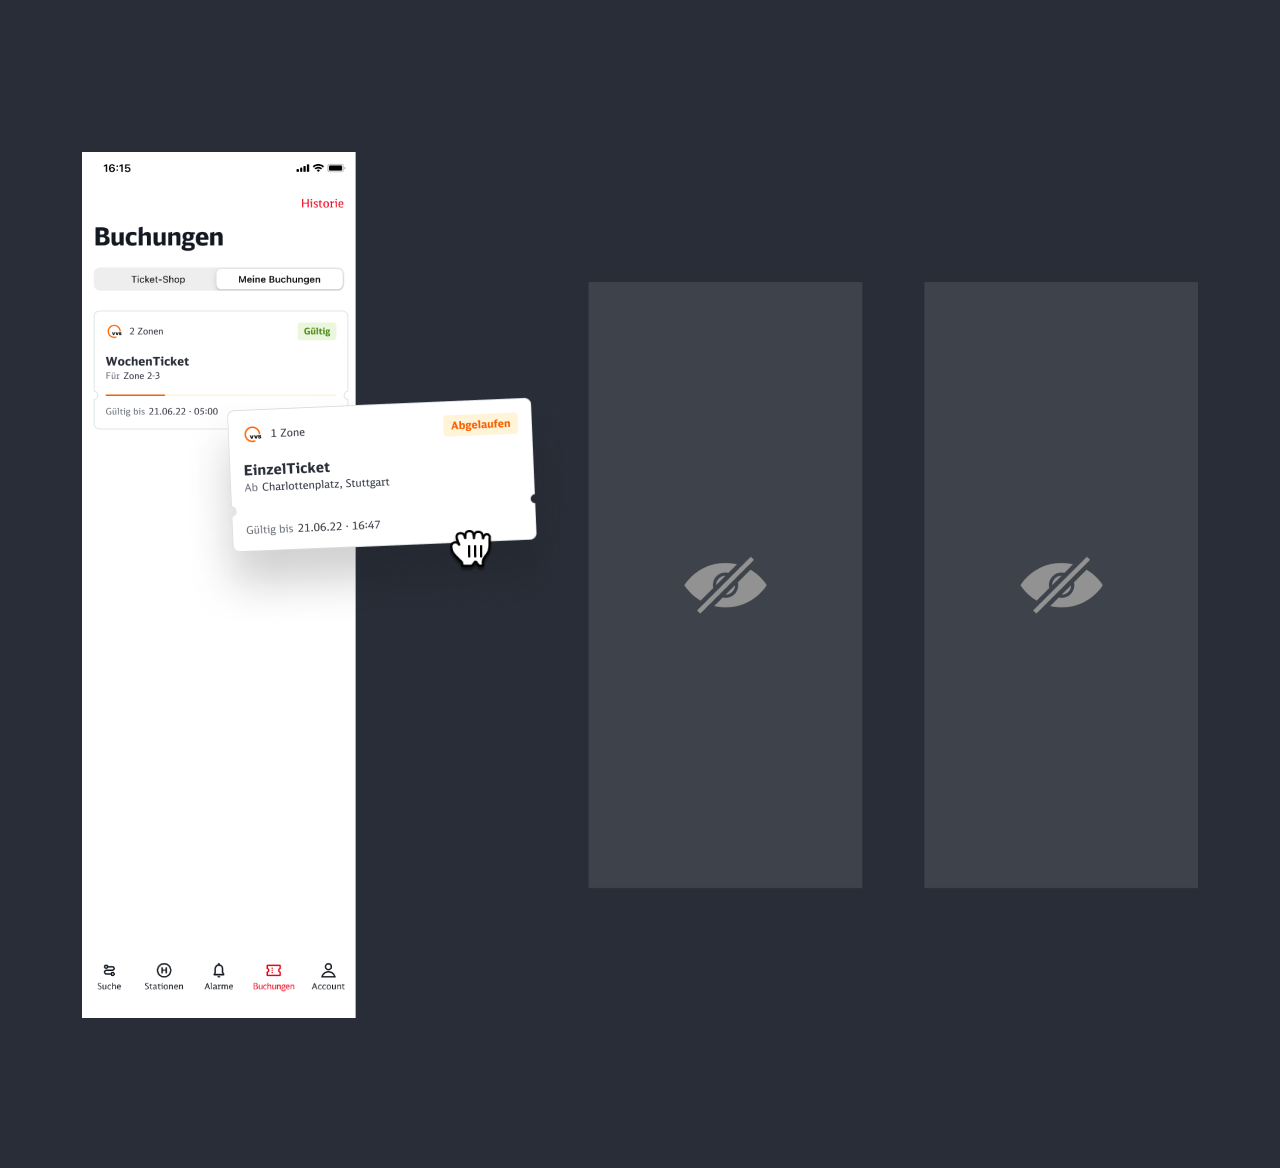 16:15
Historie
Buchungen
Ticket-Shop
Meine Buchungen
vvs 2 Zonen
Gültig
WochenTicket
Für Zone 2-3
Gültig bis 21.06.22 · 05:00
vvs 1 Zone
Abgelaufen
EinzelTicket
Ab Charlottenplatz, Stuttgart
Gültig bis 21.06.22 · 16:47
H
Suche
Stationen
Alarme
Buchungen
Account